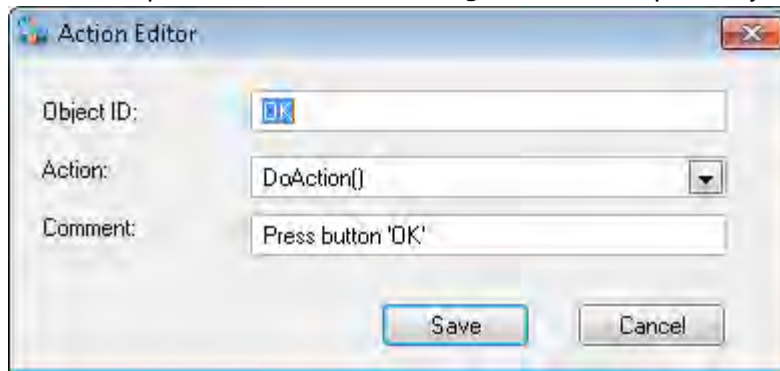 Action Editor
Object ID: OK
Action: DoAction()
Comment: Press button 'OK'
Save Cancel